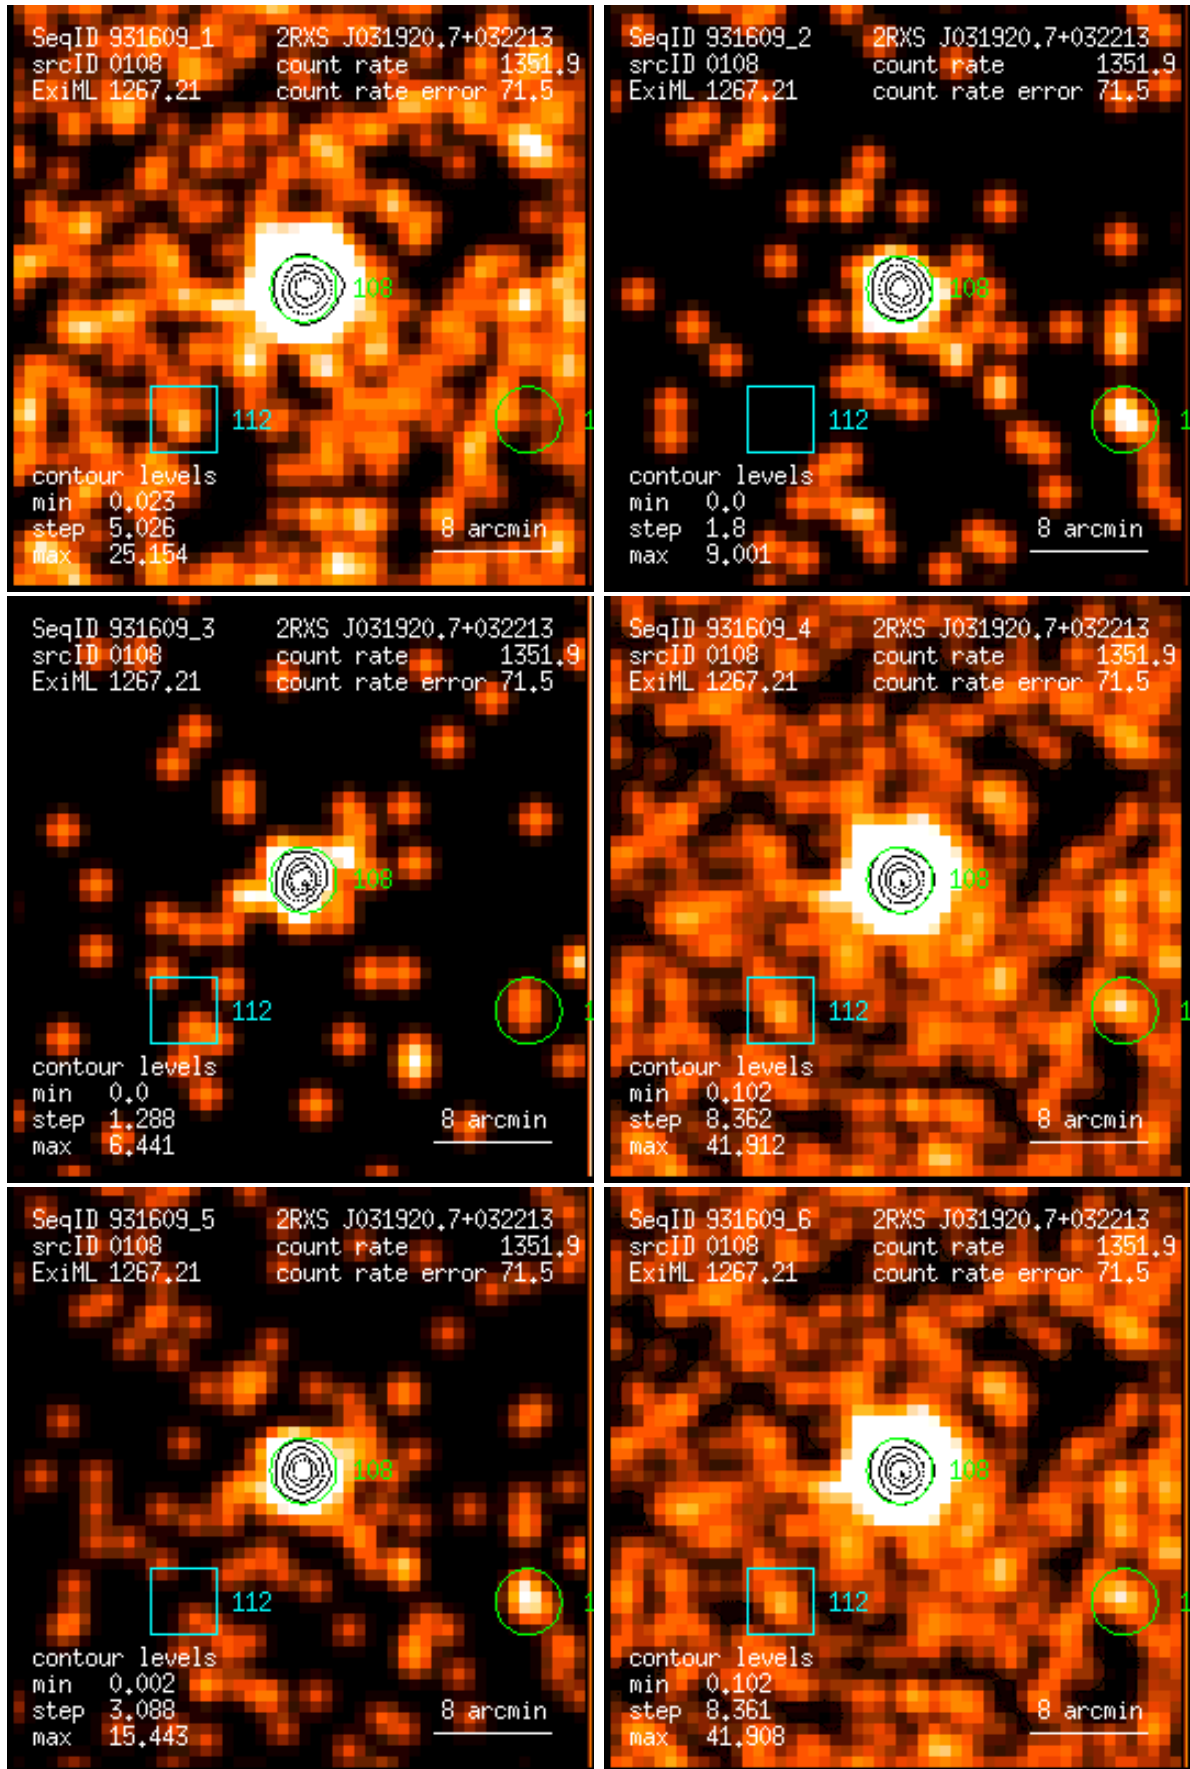 SeqID 931609_1 2RXS J031920.7+032213
srcID 0108 count rate 1351.9
ExiML 1267.21 count rate error 71.5
108
112
1
contour levels
min 0.023
step 5.026 8 arcmin
max 25.154
SeqID 931609_2 2RXS J031920.7+032213
srcID 0108 count rate 1351.9
ExiML 1267.21 count rate error 71.5
108
112
1
contour levels
min 0.0
step 1.8 8 arcmin
max 9.001
SeqID 931609_3 2RXS J031920.7+032213
srcID 0108 count rate 1351.9
ExiML 1267.21 count rate error 71.5
108
112
1
contour levels
min 0.0
step 1.288 8 arcmin
max 6.441
SeqID 931609_4 2RXS J031920.7+032213
srcID 0108 count rate 1351.9
ExiML 1267.21 count rate error 71.5
108
112
1
contour levels
min 0.102
step 8.362 8 arcmin
max 41.912
SeqID 931609_5 2RXS J031920.7+032213
srcID 0108 count rate 1351.9
ExiML 1267.21 count rate error 71.5
108
112
1
contour levels
min 0.002
step 3.088 8 arcmin
max 15.443
SeqID 931609_6 2RXS J031920.7+032213
srcID 0108 count rate 1351.9
ExiML 1267.21 count rate error 71.5
108
112
1
contour levels
min 0.102
step 8.361 8 arcmin
max 41.908